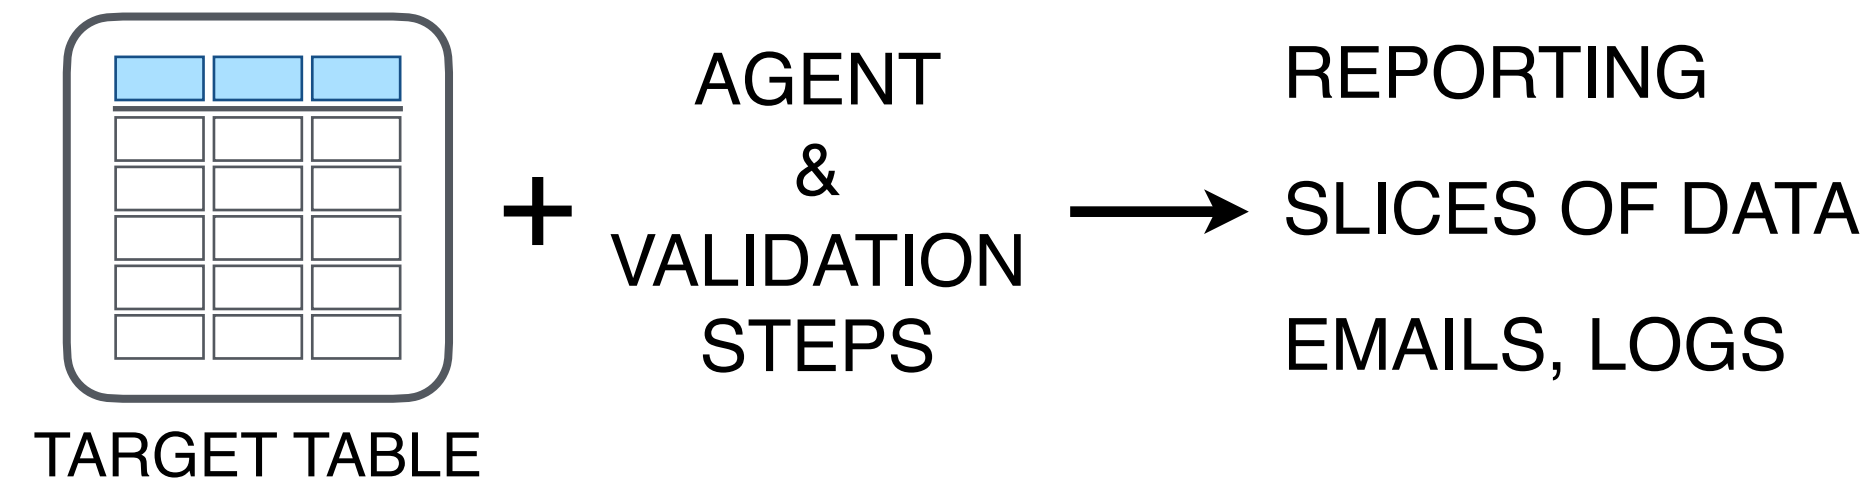 TARGET TABLE
+
AGENT
&
VALIDATION
STEPS
REPORTING
SLICES OF DATA
EMAILS, LOGS